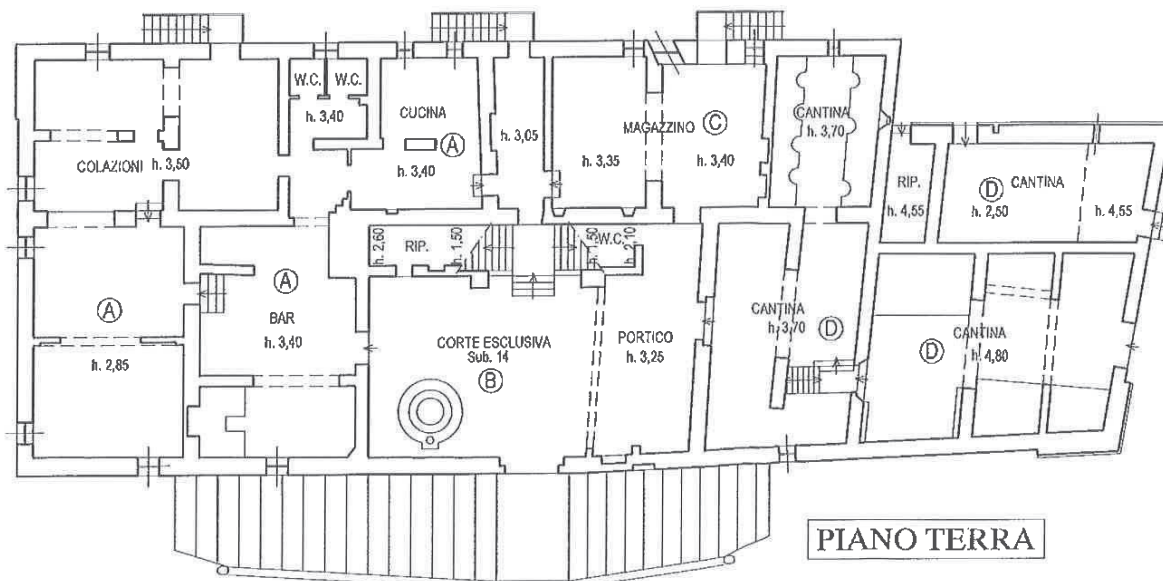 W.C. W.C.
h. 3,40
CUCINA
A
h. 3,40
h. 3,05
h. 3,35
MAGAZZINO C
h. 3,40
CANTINA
h. 3,70
COLAZIONI h. 3,50
RIP.
h. 4,55
D CANTINA
h. 2,50
h. 4,55
h. 2,60
RIP.
h. 1.50
h. 1.50
W.C.
h. 2,10
A
h. 2,85
A
BAR
h. 3,40
CORTE ESCLUSIVA
Sub. 14
B
PORTICO
h. 3,25
CANTINA
h. 3,70
D
D
CANTINA
h. 4,80
PIANO TERRA